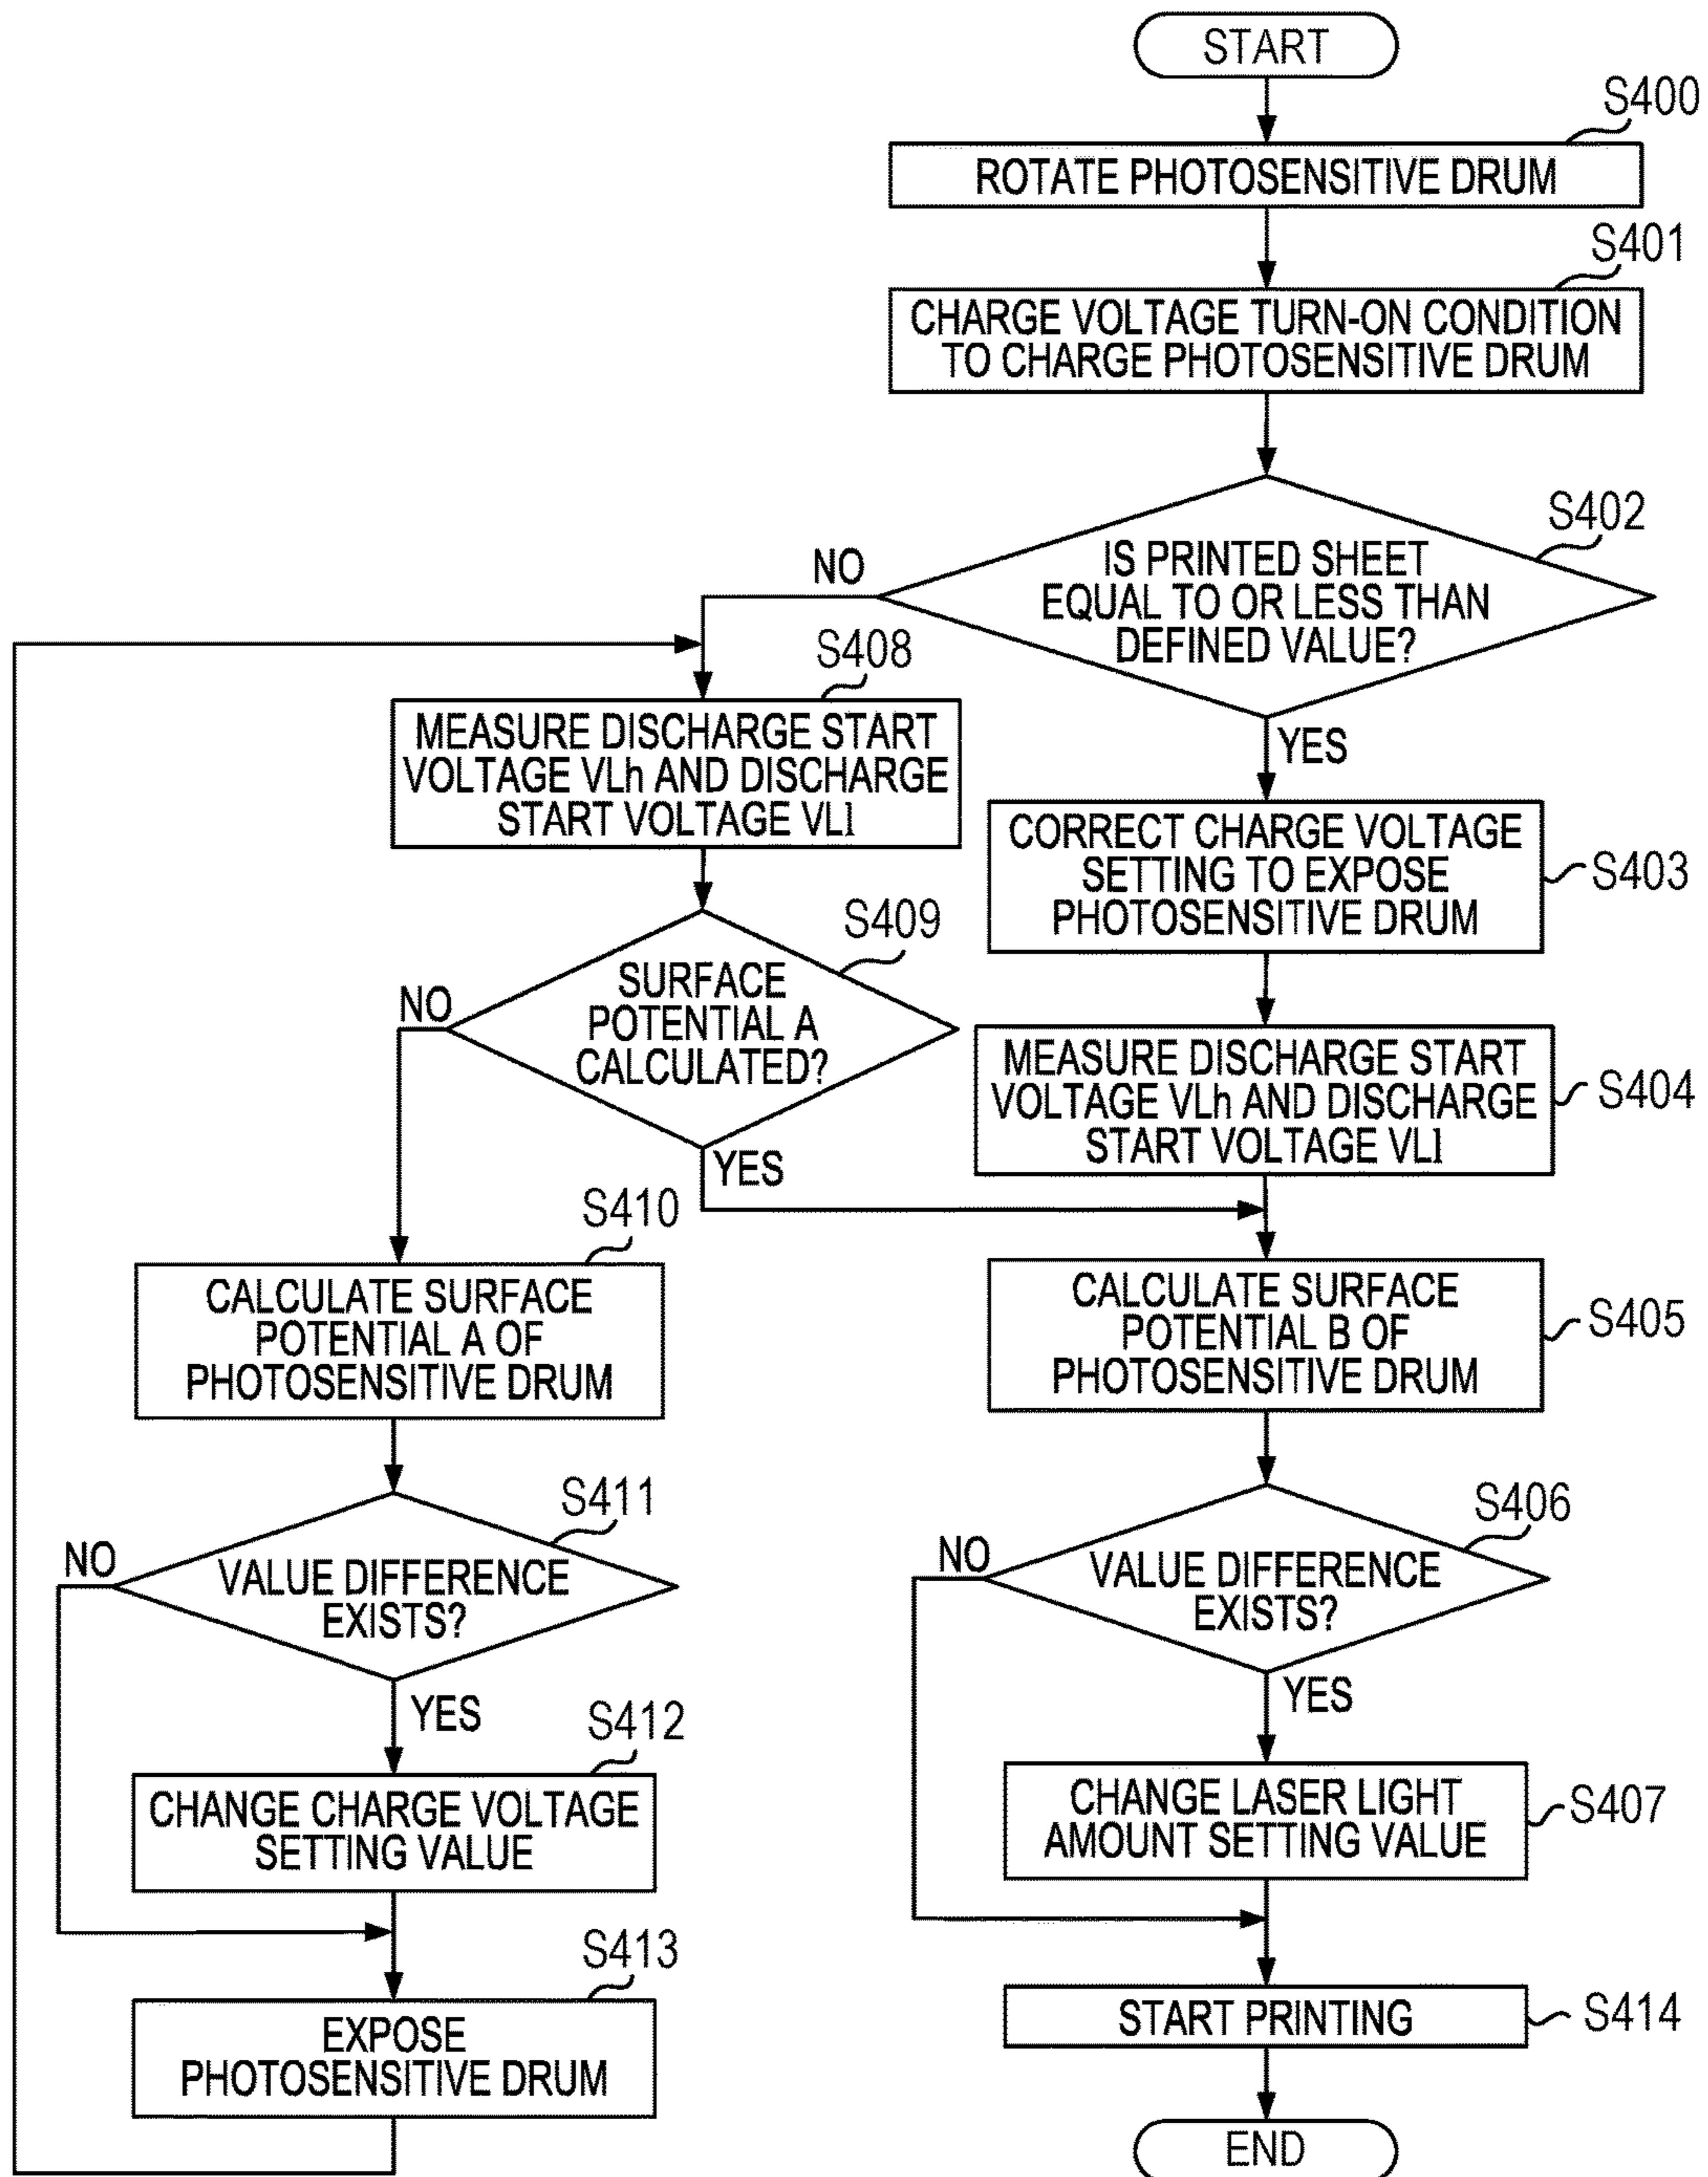 START
S400
ROTATE PHOTOSENSITIVE DRUM
S401
CHARGE VOLTAGE TURN-ON CONDITION
TO CHARGE PHOTOSENSITIVE DRUM
S402
IS PRINTED SHEET
EQUAL TO OR LESS THAN
DEFINED VALUE?
NO
YES
S408
MEASURE DISCHARGE START
VOLTAGE VLh AND DISCHARGE
START VOLTAGE VLl
CORRECT CHARGE VOLTAGE
SETTING TO EXPOSE
PHOTOSENSITIVE DRUM
S403
S409
SURFACE
POTENTIAL A
CALCULATED?
NO
YES
MEASURE DISCHARGE START
VOLTAGE VLh AND DISCHARGE
START VOLTAGE VLl
S404
S410
CALCULATE SURFACE
POTENTIAL A OF
PHOTOSENSITIVE DRUM
CALCULATE SURFACE
POTENTIAL B OF
PHOTOSENSITIVE DRUM
S405
S411
VALUE DIFFERENCE
EXISTS?
NO
YES
S406
VALUE DIFFERENCE
EXISTS?
NO
YES
S412
CHANGE CHARGE VOLTAGE
SETTING VALUE
CHANGE LASER LIGHT
AMOUNT SETTING VALUE
S407
S413
EXPOSE
PHOTOSENSITIVE DRUM
START PRINTING
S414
END